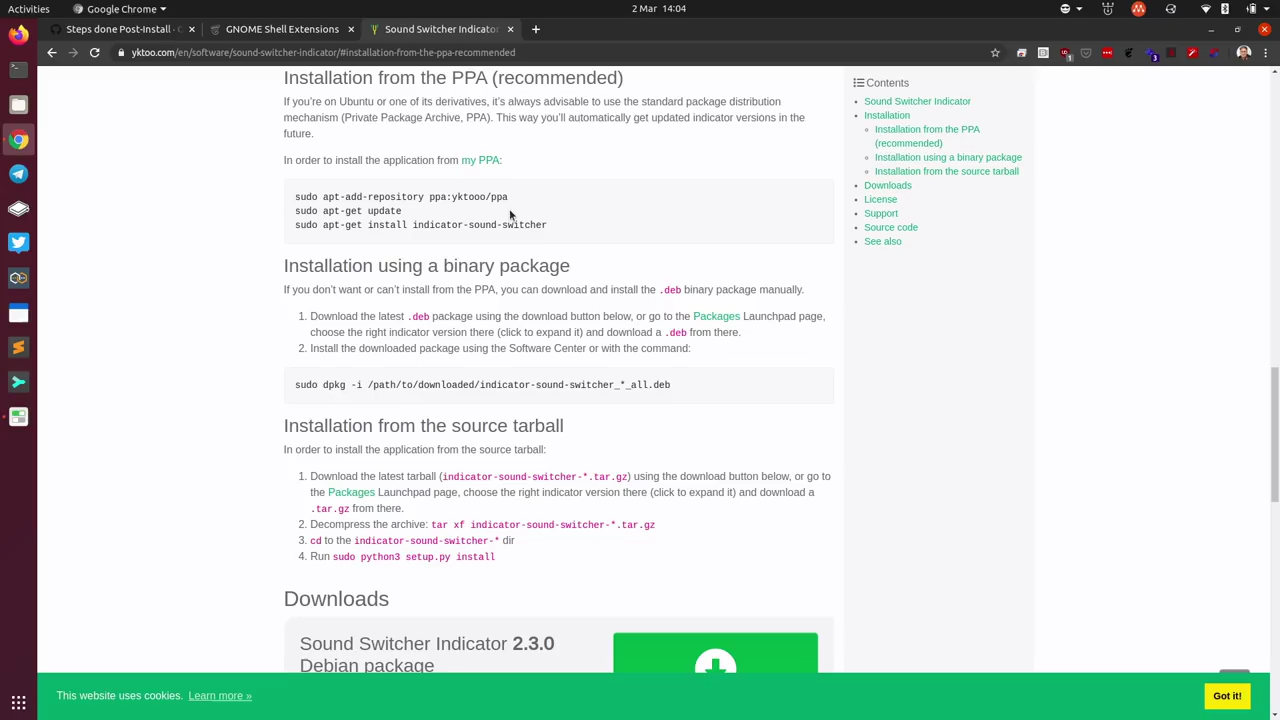 Activities
Google Chrome
2 Mar 14:04
Steps done Post-Install - C
GNOME Shell Extensions
Sound Switcher Indicator
yktoo.com/en/software/sound-switcher-indicator/#installation-from-the-ppa-recommended
Installation from the PPA (recommended)
If you’re on Ubuntu or one of its derivatives, it’s always advisable to use the standard package distribution
mechanism (Private Package Archive, PPA). This way you’ll automatically get updated indicator versions in the
future.
In order to install the application from my PPA:
sudo apt-add-repository ppa:yktooo/ppa
sudo apt-get update
sudo apt-get install indicator-sound-switcher
Installation using a binary package
If you don’t want or can’t install from the PPA, you can download and install the .deb binary package manually.
1. Download the latest .deb package using the download button below, or go to the Packages Launchpad page,
choose the right indicator version there (click to expand it) and download a .deb from there.
2. Install the downloaded package using the Software Center or with the command:
sudo dpkg -i /path/to/downloaded/indicator-sound-switcher_*_all.deb
Installation from the source tarball
In order to install the application from the source tarball:
1. Download the latest tarball (indicator-sound-switcher-*.tar.gz) using the download button below, or go to
the Packages Launchpad page, choose the right indicator version there (click to expand it) and download a
.tar.gz from there.
2. Decompress the archive: tar xf indicator-sound-switcher-*.tar.gz
3. cd to the indicator-sound-switcher-* dir
4. Run sudo python3 setup.py install
Downloads
Sound Switcher Indicator 2.3.0
Debian package
Contents
Sound Switcher Indicator
Installation
Installation from the PPA
(recommended)
Installation using a binary package
Installation from the source tarball
Downloads
License
Support
Source code
See also
This website uses cookies. Learn more »
Got it!